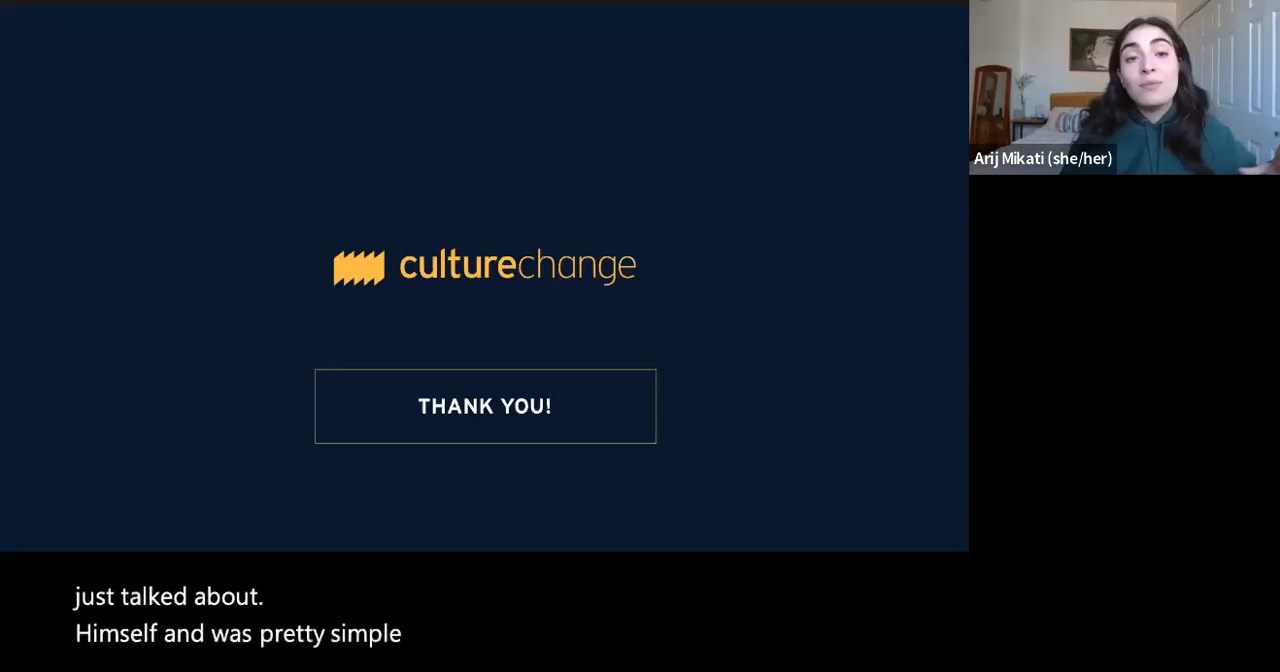 Arij Mikati (she/her)
culturechange
THANK YOU!
just talked about.
Himself and was pretty simple